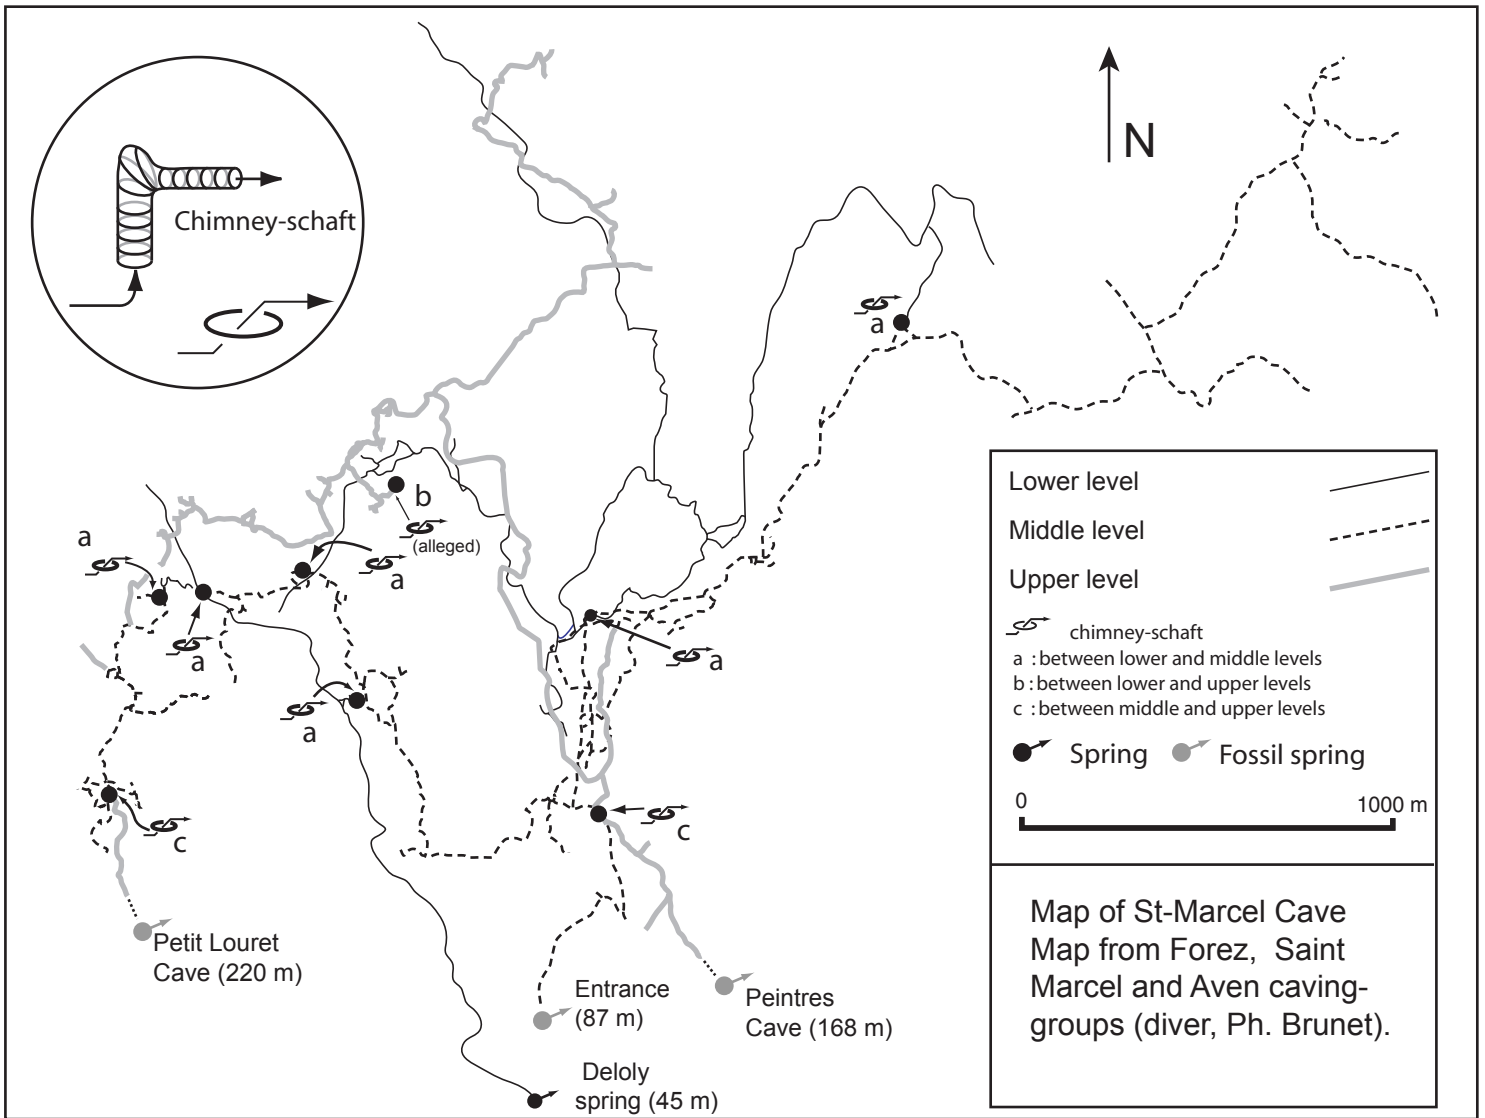 N
Chimney-schaft
a
b
(alleged)
a
a
a
a
a
c
c
Petit Louret
Cave (220 m)
Entrance
(87 m)
Peintres
Cave (168 m)
Deloly
spring (45 m)
Lower level
Middle level
Upper level
chimney-schaft
a : between lower and middle levels
b : between lower and upper levels
c : between middle and upper levels
Spring
Fossil spring
0
1000 m
Map of St-Marcel Cave
Map from Forez, Saint
Marcel and Aven caving-
groups (diver, Ph. Brunet).